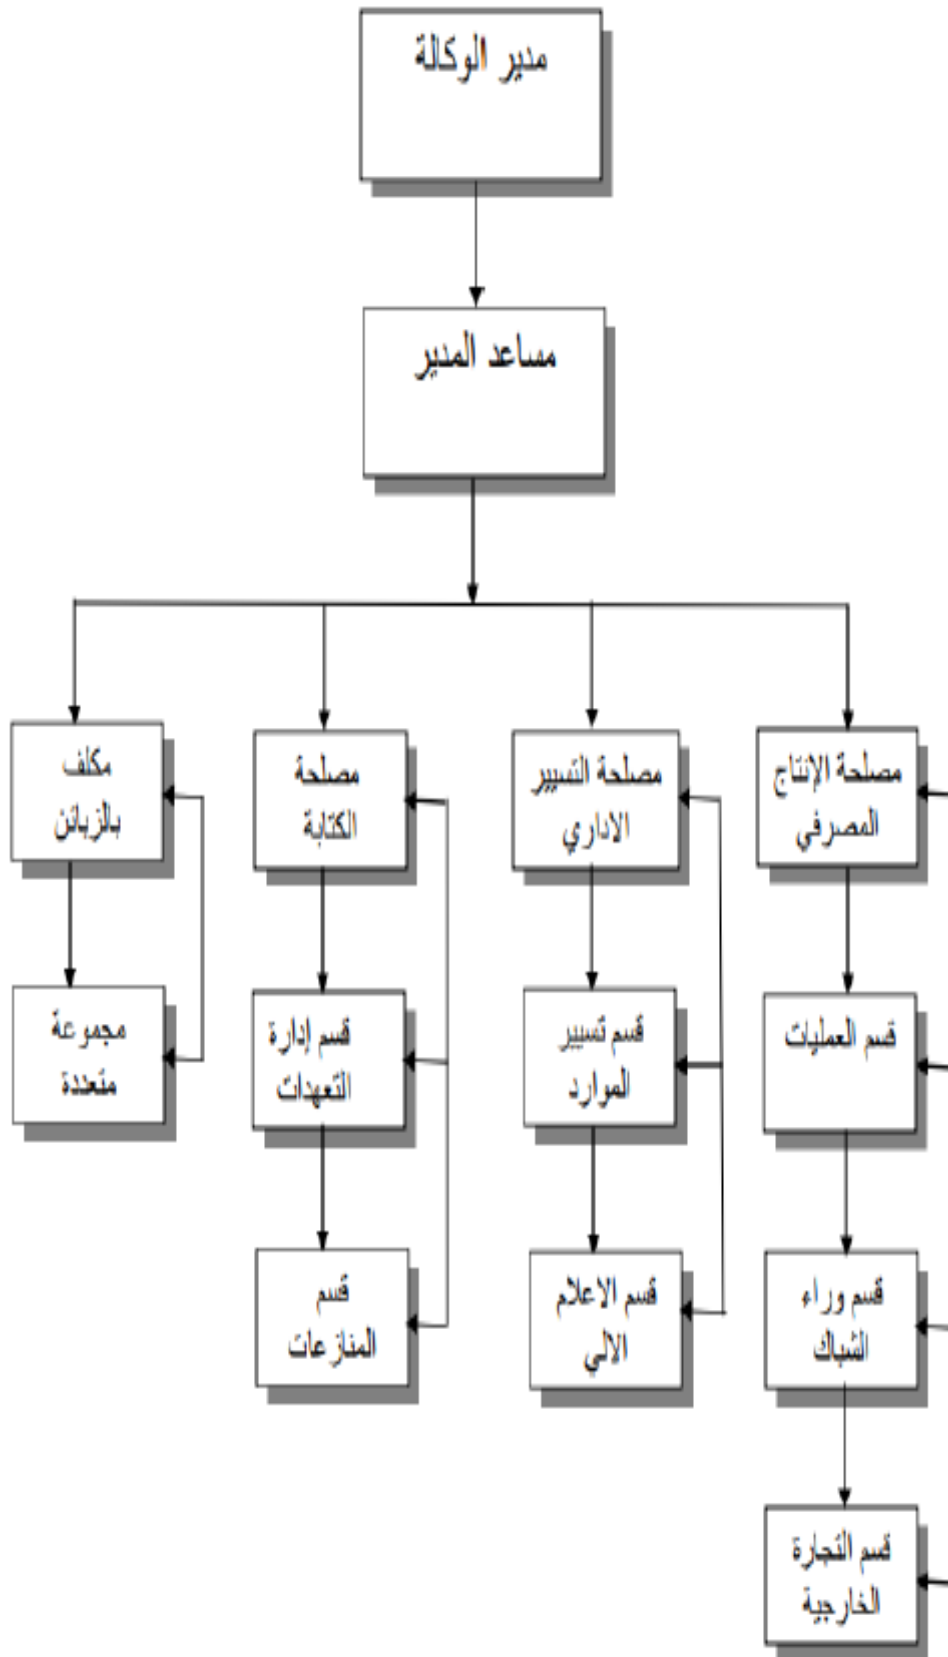 مدير الوكالة
مساعد المدير
مصلحة الإنتاج
المصرفي
مصلحة التسيير
الاداري
مصلحة
الكتابة
مكلف
بالزبائن
قسم العمليات
قسم تسيير
الموارد
قسم إدارة
التعهدات
مجموعة
متعددة
قسم وراء
الشباك
قسم الاعلام
الالي
قسم
المنازعات
قسم التجارة
الخارجية